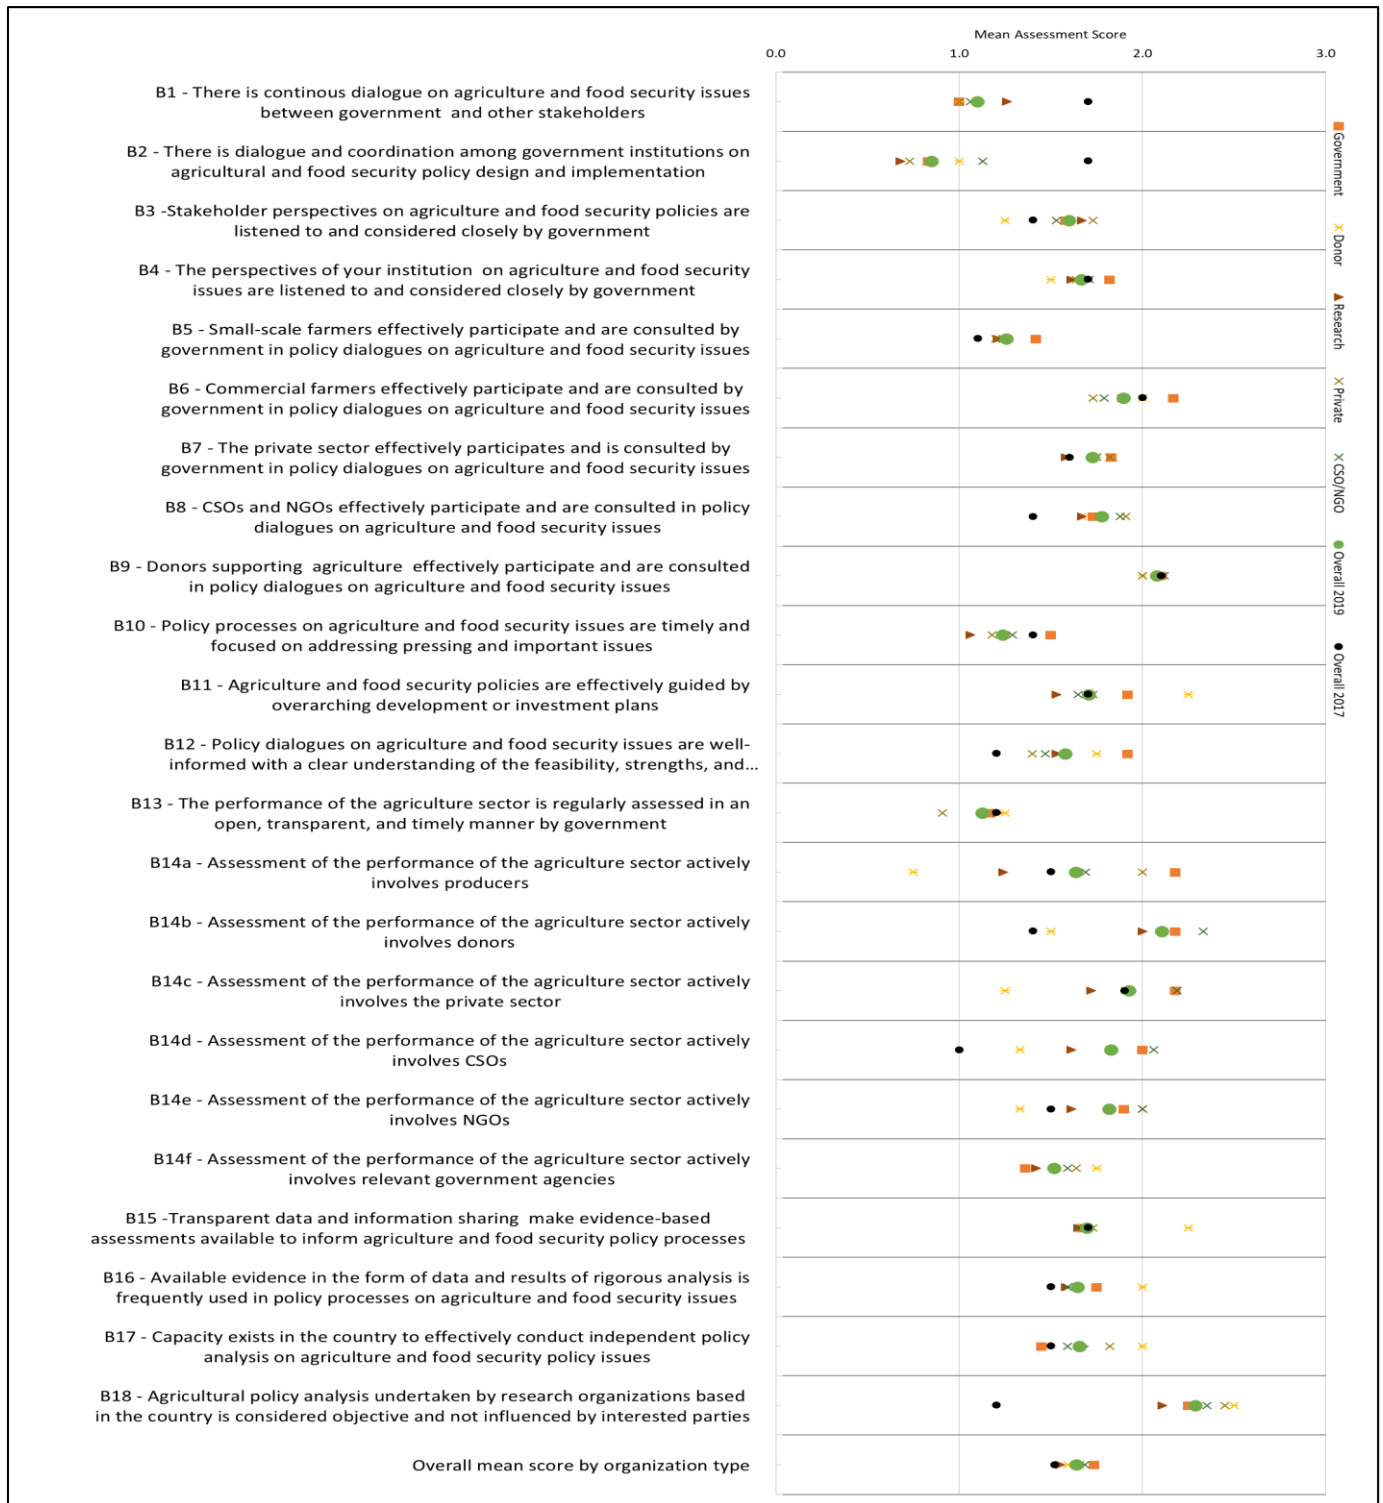 Mean Assessment Score
0.0 1.0 2.0 3.0
B1 - There is continous dialogue on agriculture and food security issues
between government and other stakeholders
B2 - There is dialogue and coordination among government institutions on
agricultural and food security policy design and implementation
B3 -Stakeholder perspectives on agriculture and food security policies are
listened to and considered closely by government
B4 - The perspectives of your institution on agriculture and food security
issues are listened to and considered closely by government
B5 - Small-scale farmers effectively participate and are consulted by
government in policy dialogues on agriculture and food security issues
B6 - Commercial farmers effectively participate and are consulted by
government in policy dialogues on agriculture and food security issues
B7 - The private sector effectively participates and is consulted by
government in policy dialogues on agriculture and food security issues
B8 - CSOs and NGOs effectively participate and are consulted in policy
dialogues on agriculture and food security issues
B9 - Donors supporting agriculture effectively participate and are consulted
in policy dialogues on agriculture and food security issues
B10 - Policy processes on agriculture and food security issues are timely and
focused on addressing pressing and important issues
B11 - Agriculture and food security policies are effectively guided by
overarching development or investment plans
B12 - Policy dialogues on agriculture and food security issues are well-
informed with a clear understanding of the feasibility, strengths, and...
B13 - The performance of the agriculture sector is regularly assessed in an
open, transparent, and timely manner by government
B14a - Assessment of the performance of the agriculture sector actively
involves producers
B14b - Assessment of the performance of the agriculture sector actively
involves donors
B14c - Assessment of the performance of the agriculture sector actively
involves the private sector
B14d - Assessment of the performance of the agriculture sector actively
involves CSOs
B14e - Assessment of the performance of the agriculture sector actively
involves NGOs
B14f - Assessment of the performance of the agriculture sector actively
involves relevant government agencies
B15 -Transparent data and information sharing make evidence-based
assessments available to inform agriculture and food security policy processes
B16 - Available evidence in the form of data and results of rigorous analysis is
frequently used in policy processes on agriculture and food security issues
B17 - Capacity exists in the country to effectively conduct independent policy
analysis on agriculture and food security policy issues
B18 - Agricultural policy analysis undertaken by research organizations based
in the country is considered objective and not influenced by interested parties
Overall mean score by organization type
Government Donor Research Private CSO/NGO Overall 2019 Overall 2017